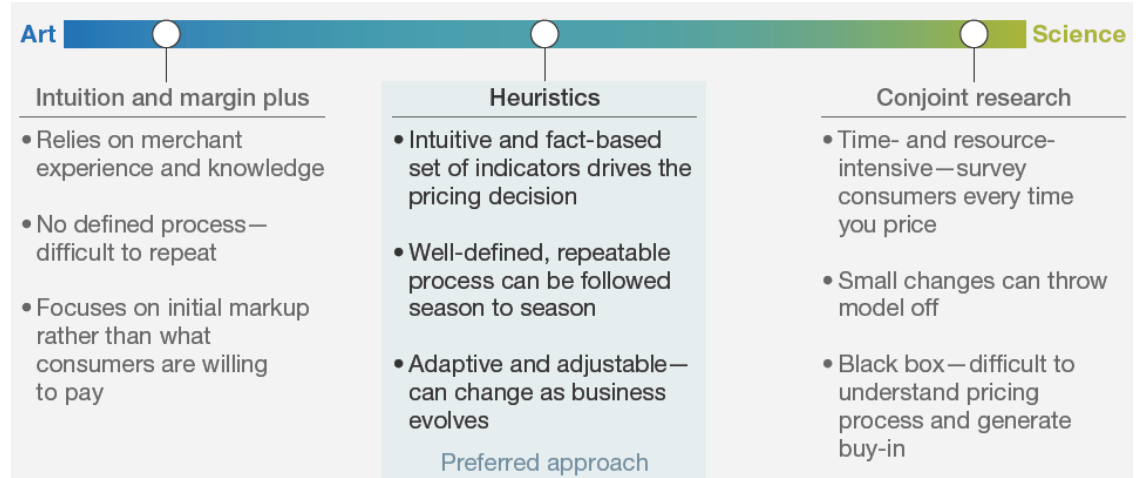 Art
Science
Intuition and margin plus
• Relies on merchant
experience and knowledge
• No defined process—
difficult to repeat
• Focuses on initial markup
rather than what
consumers are willing
to pay
Heuristics
• Intuitive and fact-based
set of indicators drives the
pricing decision
• Well-defined, repeatable
process can be followed
season to season
• Adaptive and adjustable—
can change as business
evolves
Preferred approach
Conjoint research
• Time- and resource-
intensive—survey
consumers every time
you price
• Small changes can throw
model off
• Black box—difficult to
understand pricing
process and generate
buy-in